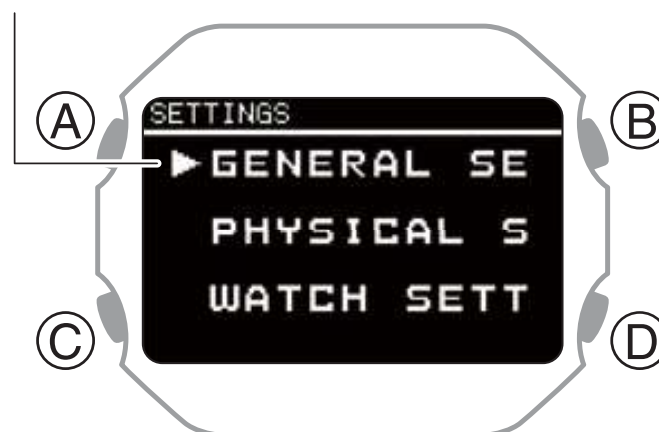 A
B
SETTINGS
▶GENERAL SE
PHYSICAL S
WATCH SETT
C
D